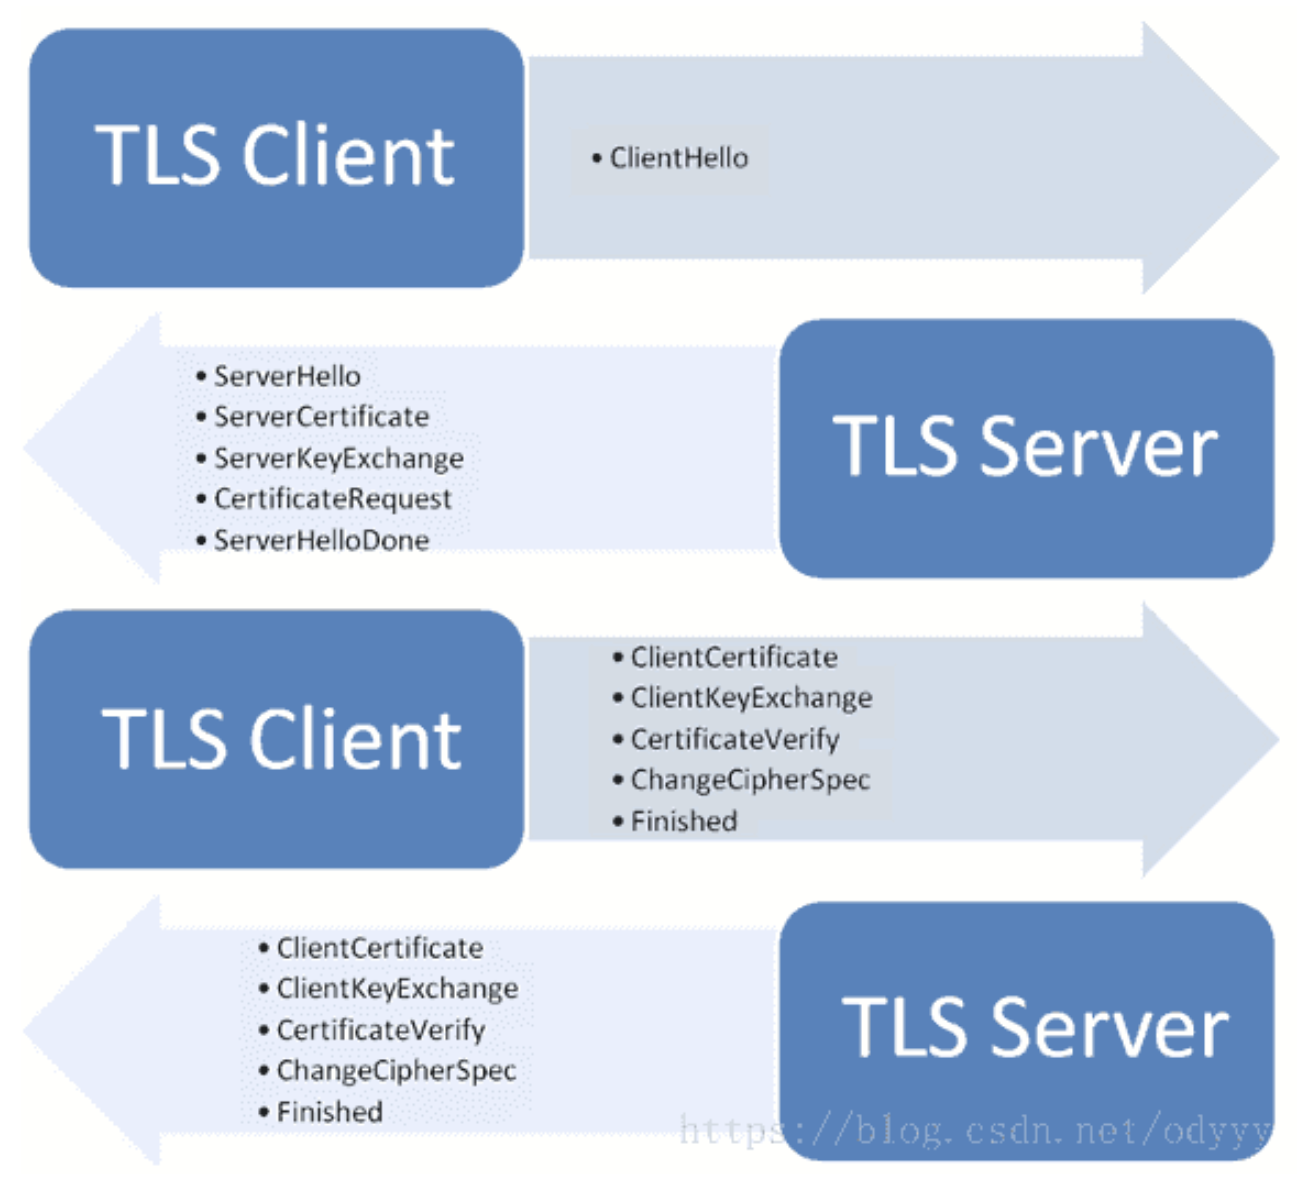 TLS Client
• ClientHello
• ServerHello
• ServerCertificate
• ServerKeyExchange
• CertificateRequest
• ServerHelloDone
TLS Server
TLS Client
• ClientCertificate
• ClientKeyExchange
• CertificateVerify
• ChangeCipherSpec
• Finished
• ClientCertificate
• ClientKeyExchange
• CertificateVerify
• ChangeCipherSpec
• Finished
TLS Server
https://blog.csdn.net/odyyy